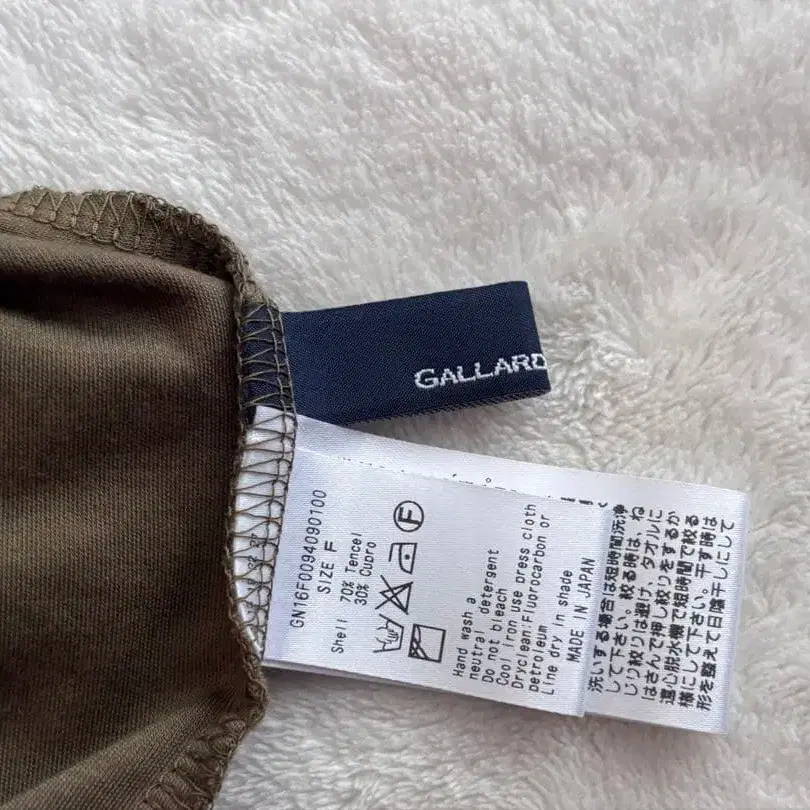 GALLARD
GN16F0094090100
SIZE F
Shell 70% Tencel
30% Cupro
Hand wash a
neutral detergent
Do not bleach
Cool iron use press cloth
Dryclean:Fluorocarbon or
petroleum
Line dry in shade
MADE IN JAPAN
洗いする場合は短時間洗浄
して下さい。絞る時は、ね
じり絞りは避け、タオルに
はさんで押し絞りをするか
遠心脱水機で短時間で絞る
様にして下さい。干す時は
形を整えて日陰干しにして